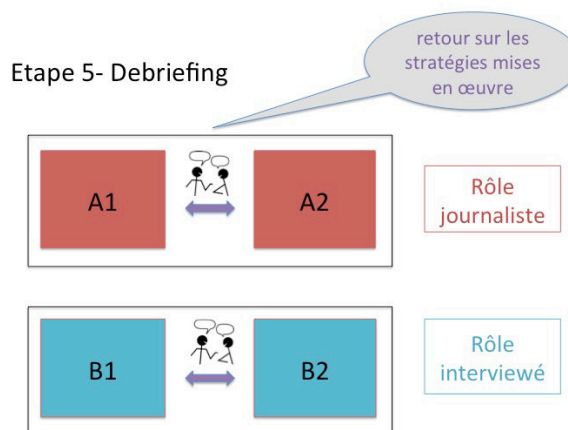 retour sur les
stratégies mises
en œuvre
Etape 5- Debriefing
A1
A2
Rôle
journaliste
B1
B2
Rôle
interviewé